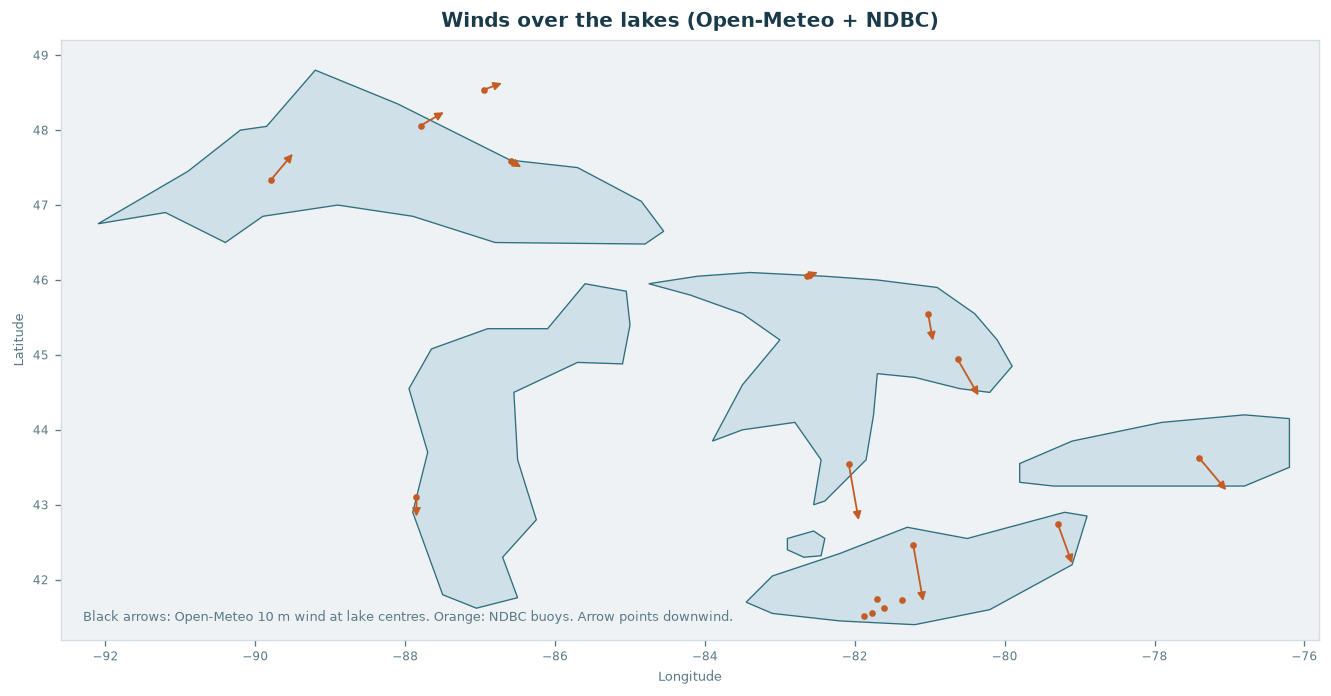 Winds over the lakes (Open-Meteo + NDBC)
49
48
47
46
45
44
43
42
Latitude
Black arrows: Open-Meteo 10 m wind at lake centres. Orange: NDBC buoys. Arrow points downwind.
−92 −90 −88 −86 −84 −82 −80 −78 −76
Longitude